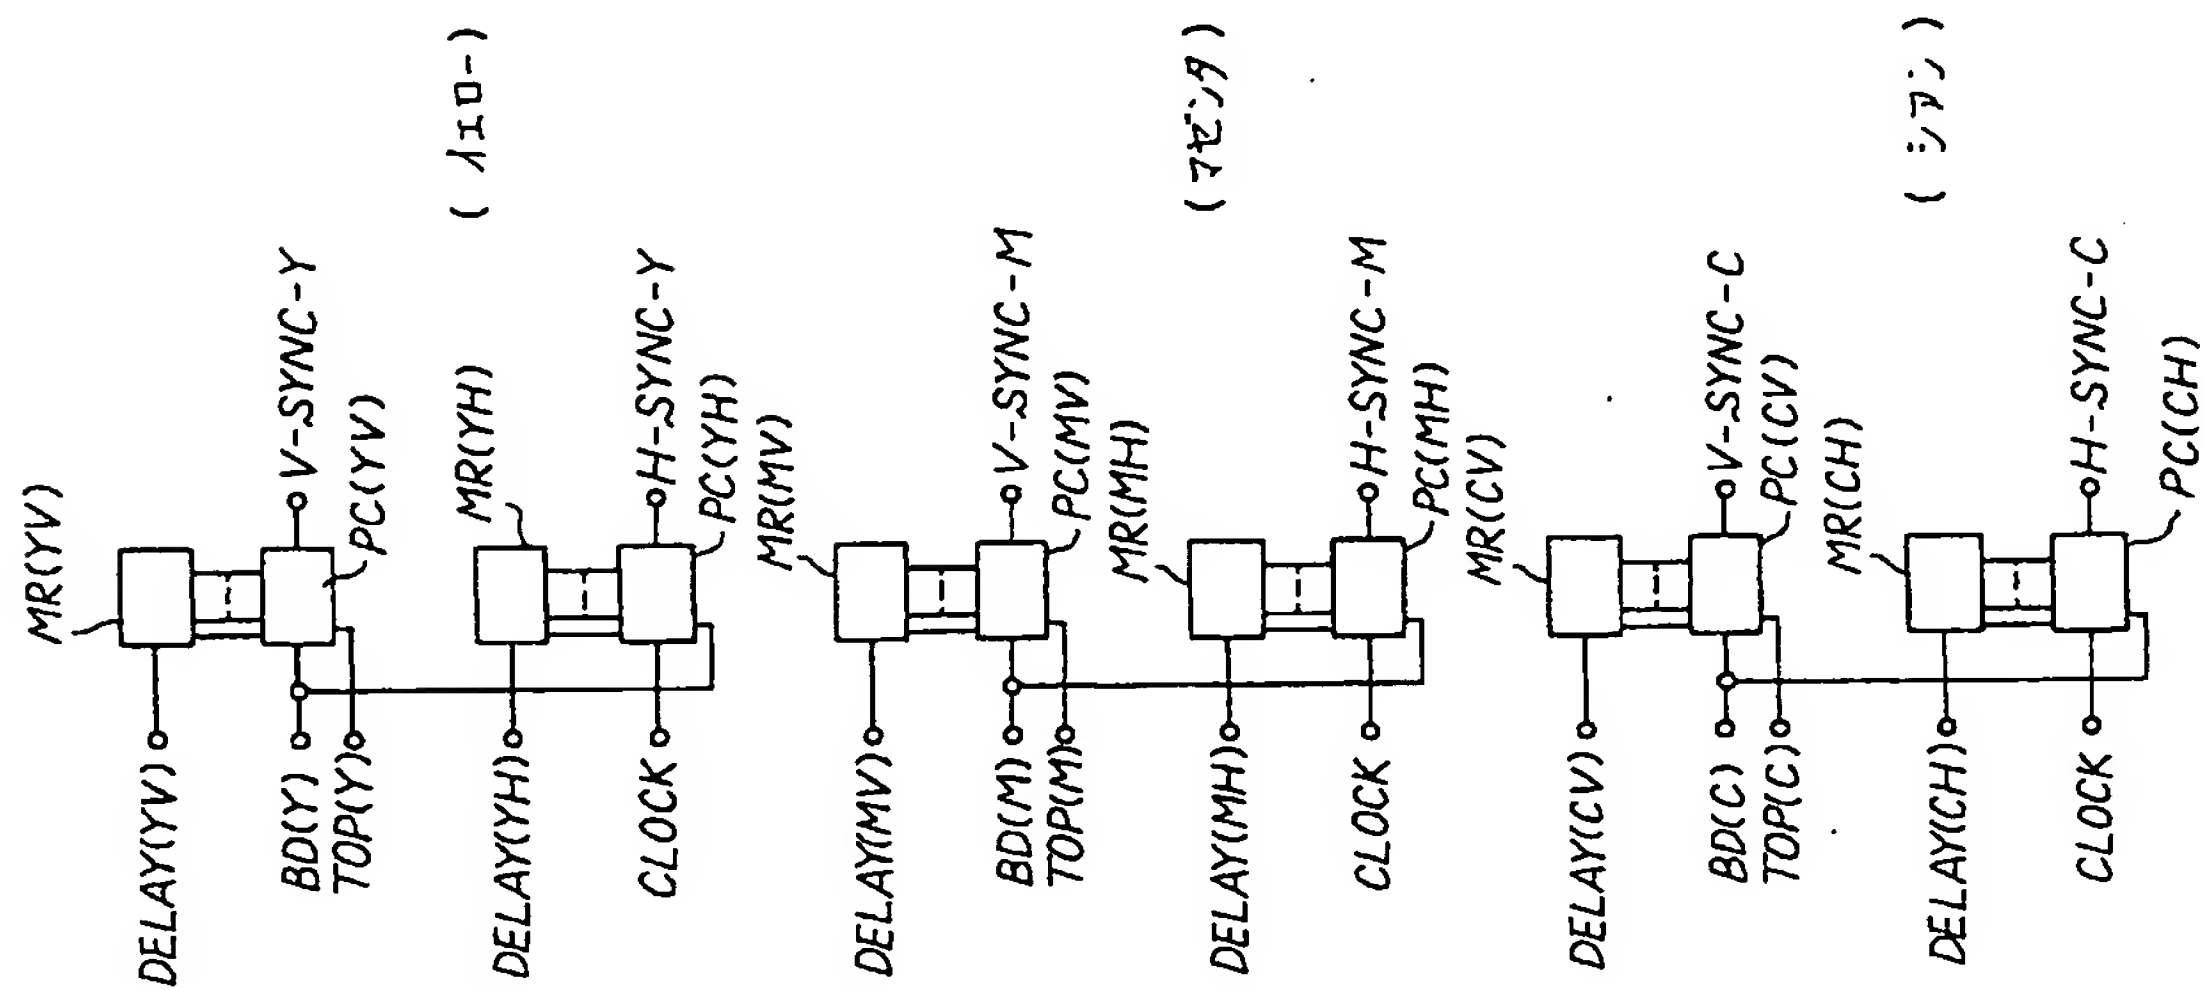 MR(YV)
DELAY(YV)
V-SYNC-Y
BD(Y)
PC(YV)
TOP(Y)
(イエロー)
MR(YH)
DELAY(YH)
H-SYNC-Y
CLOCK
PC(YH)
MR(MV)
DELAY(MV)
V-SYNC-M
BD(M)
PC(MV)
TOP(M)
MR(MH)
(マゼンタ)
DELAY(MH)
H-SYNC-M
CLOCK
PC(MH)
MR(CV)
DELAY(CV)
V-SYNC-C
BD(C)
PC(CV)
TOP(C)
MR(CH)
(シアン)
DELAY(CH)
H-SYNC-C
CLOCK
PC(CH)